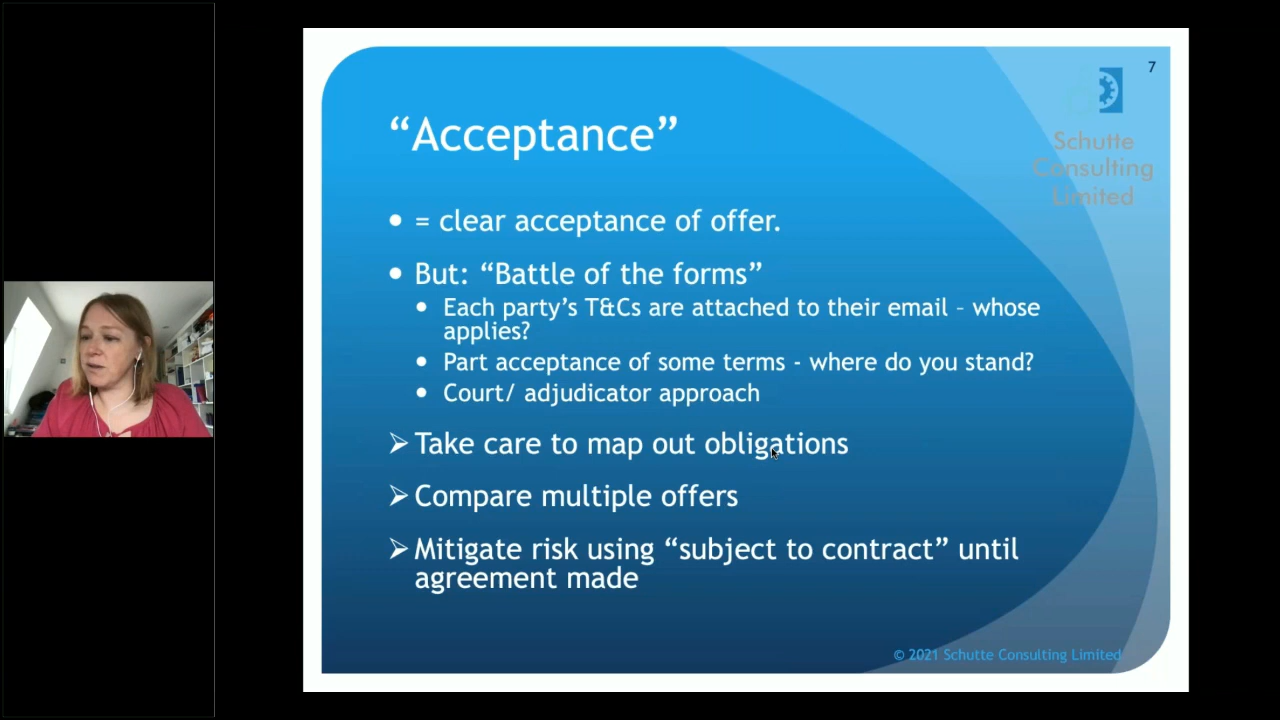 7
Schutte
Consulting
Limited
“Acceptance”
= clear acceptance of offer.
But: “Battle of the forms”
Each party’s T&Cs are attached to their email – whose
applies?
Part acceptance of some terms - where do you stand?
Court/ adjudicator approach
Take care to map out obligations
Compare multiple offers
Mitigate risk using “subject to contract” until
agreement made
© 2021 Schutte Consulting Limited